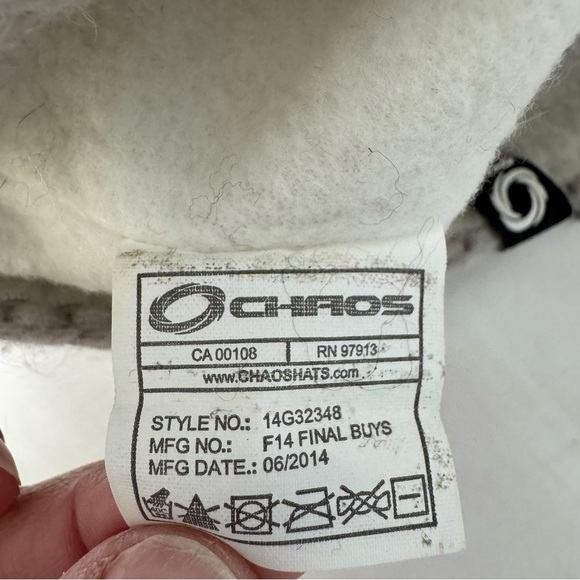 CHAOS
CA 00108 RN 97913
www.CHAOSHATS.com
STYLE NO.: 14G32348
MFG NO.: F14 FINAL BUYS
MFG DATE.: 06/2014